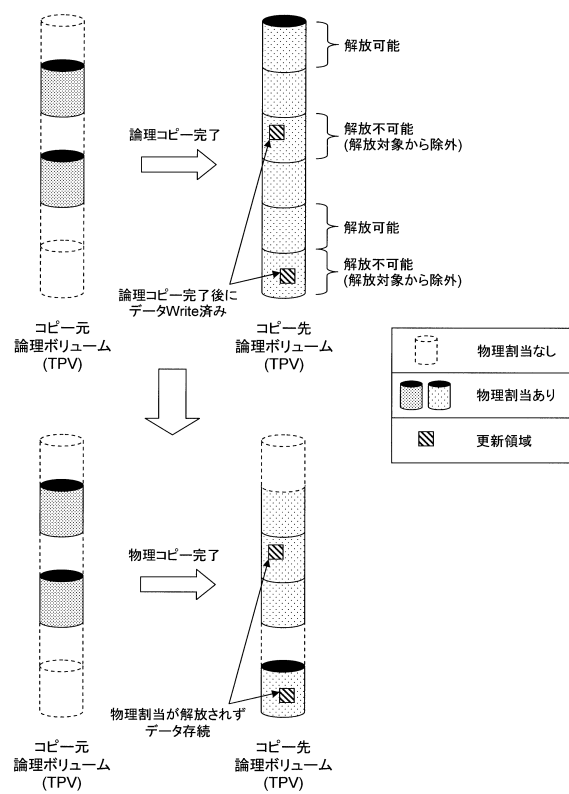 解放可能
論理コピー完了
解放不可能
(解放対象から除外)
解放可能
解放不可能
(解放対象から除外)
論理コピー完了後に
データWrite済み
コピー元
論理ボリューム
(TPV)
コピー先
論理ボリューム
(TPV)
物理割当なし
物理割当あり
更新領域
物理コピー完了
物理割当が解放されず
データ存続
コピー元
論理ボリューム
(TPV)
コピー先
論理ボリューム
(TPV)